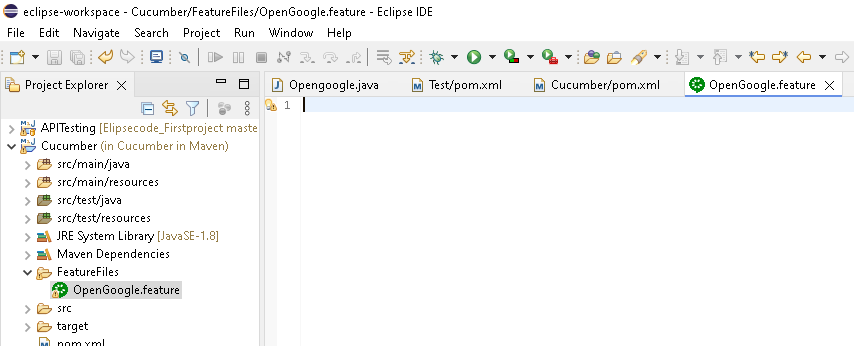 eclipse-workspace - Cucumber/FeatureFiles/OpenGoogle.feature - Eclipse IDE
File Edit Navigate Search Project Run Window Help
Project Explorer
Opengoogle.java Test/pom.xml Cucumber/pom.xml OpenGoogle.feature
1
APITesting [Elipsecode_Firstproject maste
Cucumber (in Cucumber in Maven)
src/main/java
src/main/resources
src/test/java
src/test/resources
JRE System Library [JavaSE-1.8]
Maven Dependencies
FeatureFiles
OpenGoogle.feature
src
target
pom.xml